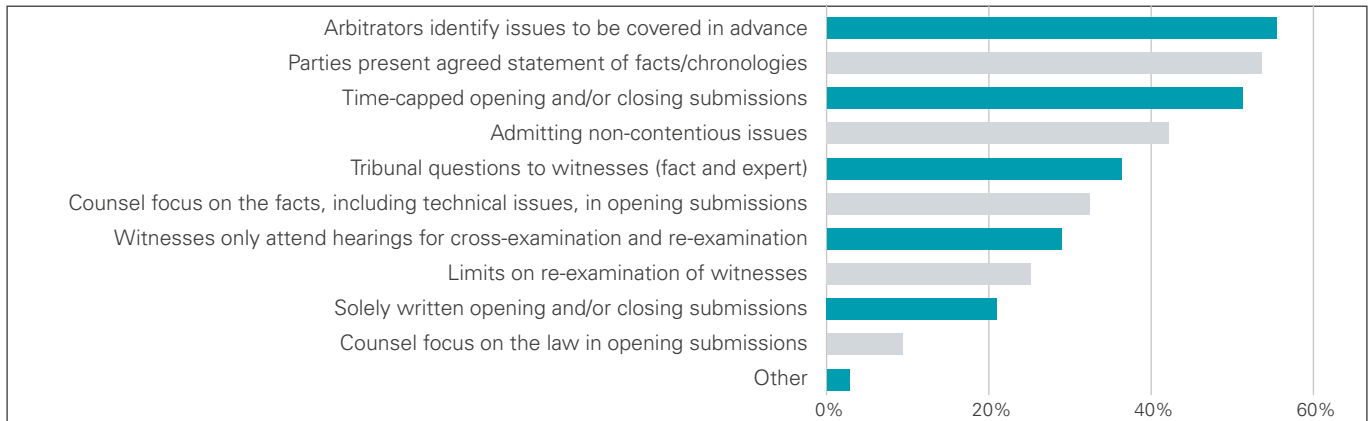 Arbitrators identify issues to be covered in advance
Parties present agreed statement of facts/chronologies
Time-capped opening and/or closing submissions
Admitting non-contentious issues
Tribunal questions to witnesses (fact and expert)
Counsel focus on the facts, including technical issues, in opening submissions
Witnesses only attend hearings for cross-examination and re-examination
Limits on re-examination of witnesses
Solely written opening and/or closing submissions
Counsel focus on the law in opening submissions
Other
0% 20% 40% 60%